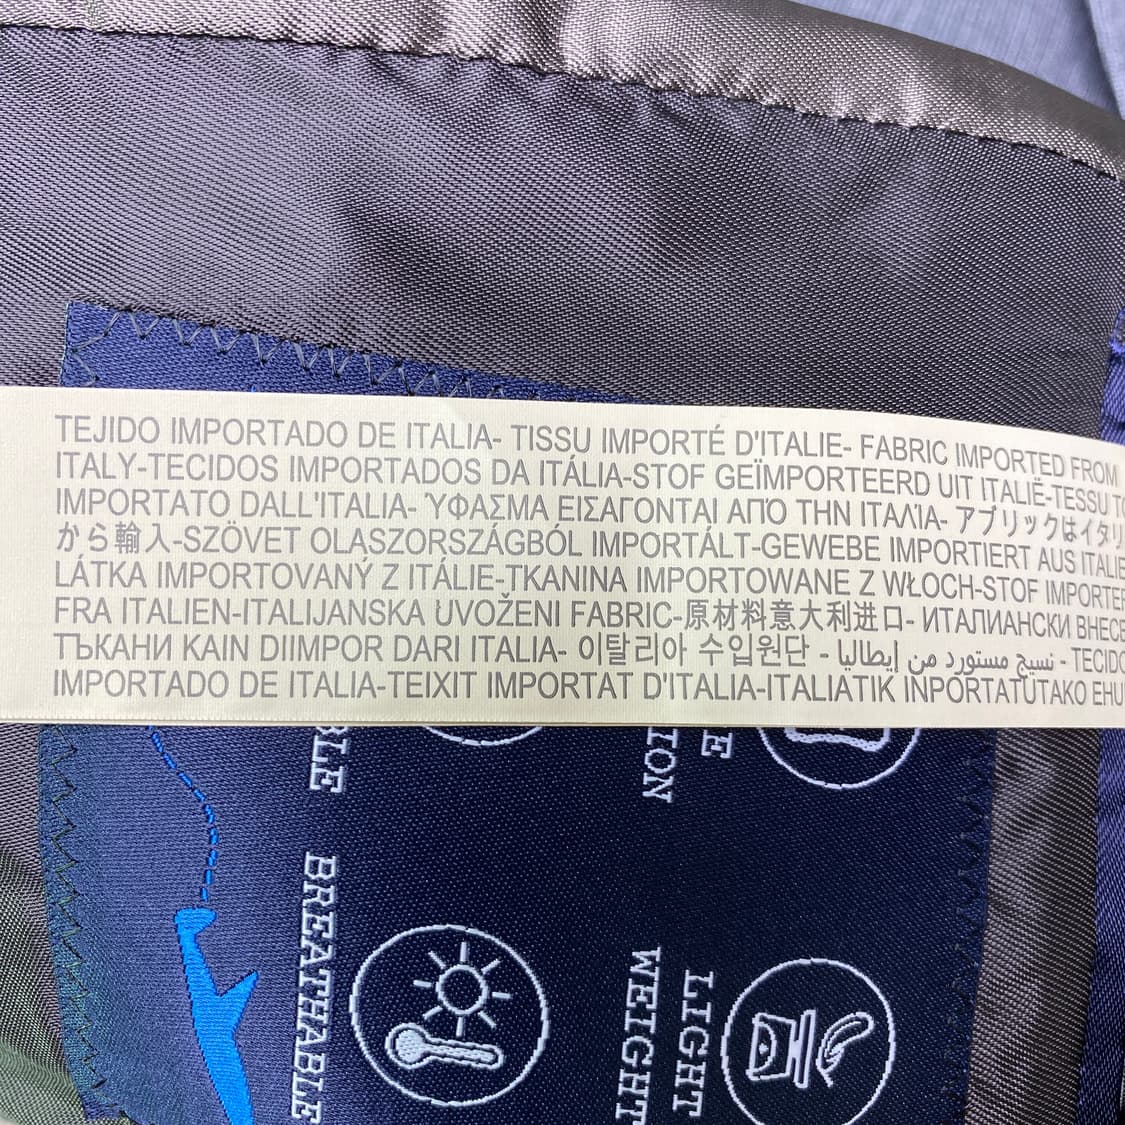 TEJIDO IMPORTADO DE ITALIA- TISSU IMPORTÉ D'ITALIE- FABRIC IMPORTED FROM
ITALY-TECIDOS IMPORTADOS DA ITÁLIA-STOF GEÏMPORTEERD UIT ITALIË-TESSUTO
IMPORTATO DALL'ITALIA- ΎΦΑΣΜΑ ΕΙΣΑΓΟΝΤΑΙ ΑΠΌ ΤΗΝ ΙΤΑΛΊΑ- アブリックはイタリ
から輸入-SZÖVET OLASZORSZÁGBÓL IMPORTÁLT-GEWEBE IMPORTIERT AUS ITALIE
LÁTKA IMPORTOVANÝ Z ITÁLIE-TKANINA IMPORTOWANE Z WŁOCH-STOF IMPORTER
FRA ITALIEN-ITALIJANSKA UVOŽENI FABRIC-原材料意大利进口- ИТАЛИАНСКИ ВНЕСЕ
ТЪКАНИ KAIN DIIMPOR DARI ITALIA- 이탈리아 수입원단 - نسيج مستورد من إيطاليا - TECIDO
IMPORTADO DE ITALIA-TEIXIT IMPORTAT D'ITALIA-ITALIATIK INPORTATUTAKO EHU
BLE
ION
E
BREATHABLE
LIGHT
WEIGHT